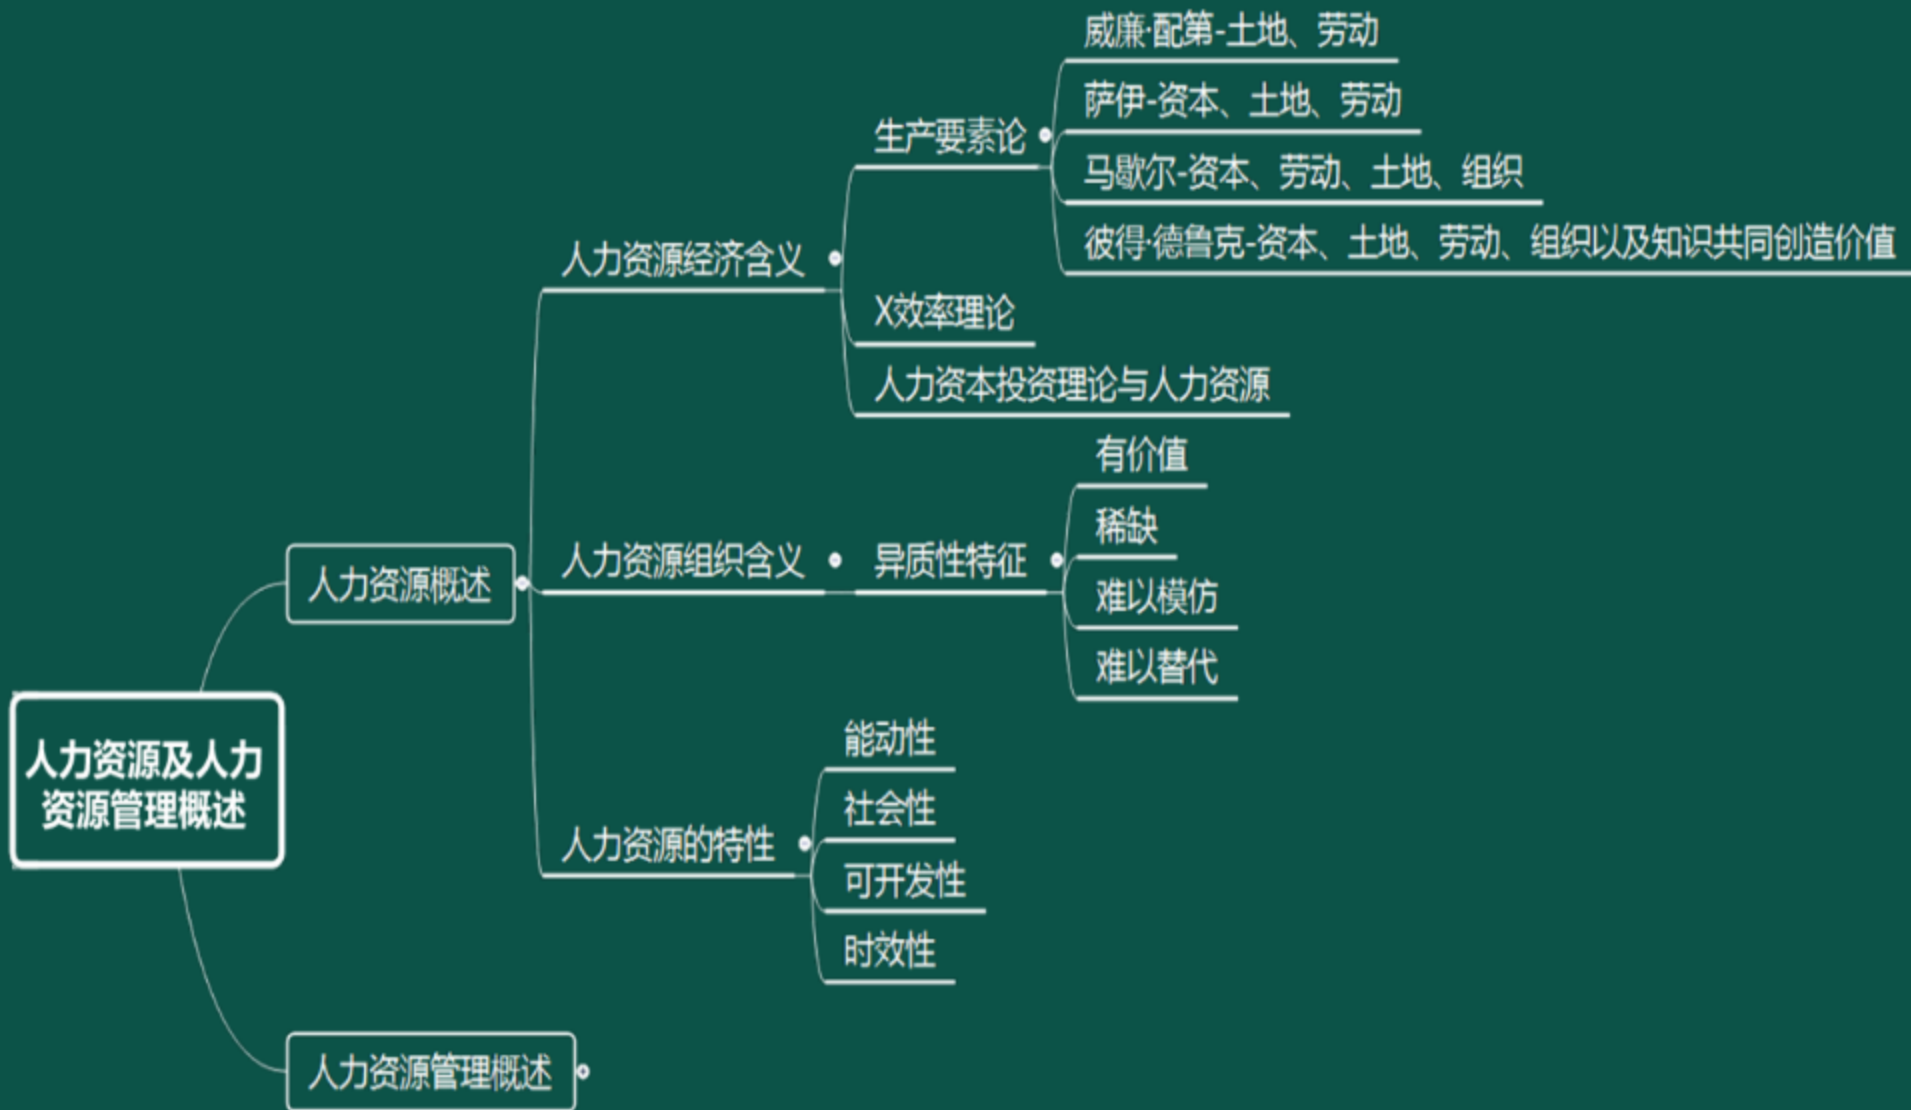 威廉·配第-土地、劳动
萨伊-资本、土地、劳动
生产要素论
马歇尔-资本、劳动、土地、组织
彼得·德鲁克-资本、土地、劳动、组织以及知识共同创造价值
人力资源经济含义
X效率理论
人力资本投资理论与人力资源
有价值
稀缺
人力资源组织含义
异质性特征
人力资源概述
难以模仿
难以替代
能动性
人力资源及人力
资源管理概述
社会性
人力资源的特性
可开发性
时效性
人力资源管理概述